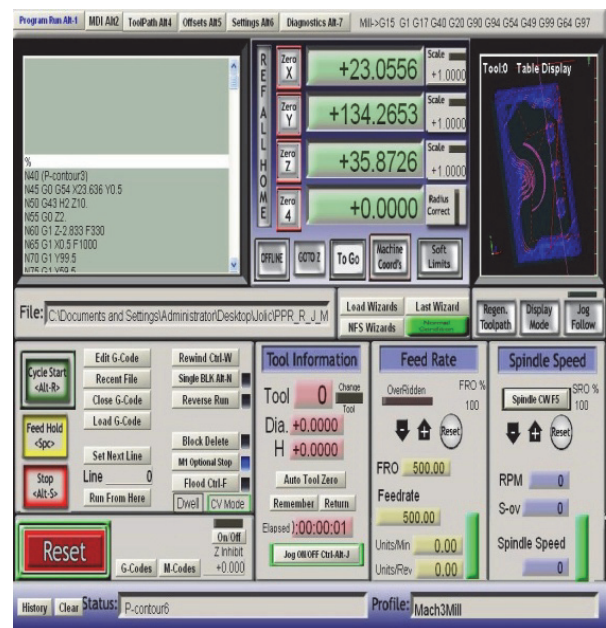 Program Run Alt-1 MDI Alt2 ToolPath Alt4 Offsets Alt5 Settings Alt6 Diagnostics Alt-7 Mill->G15 G1 G17 G40 G20 G90 G94 G54 G49 G99 G64 G97
%
N40 (P-contour3)
N45 G0 G54 X23.636 Y0.5
N50 G43 H2 Z10.
N55 G0 Z2.
N60 G1 Z-2.833 F330
N65 G1 X0.5 F1000
N70 G1 Y99.5
N75 G1 X59.5
REF ALL HOME
Zero X +23.0556 Scale +1.0000
Zero Y +134.2653 Scale +1.0000
Zero Z +35.8726 Scale +1.0000
Zero 4 +0.0000 Radius Correct
OFFLINE GOTO Z To Go Machine Coord's Soft Limits
Tool:0 Table Display
File: C:\Documents and Settings\Administrator\Desktop\Jolic\PPR_R_J_M
Load Wizards Last Wizard
NFS Wizards Normal Condition
Regen. Toolpath Display Mode Jog Follow
Cycle Start <Alt-R>
Feed Hold <Spc>
Stop <Alt-S>
Edit G-Code Rewind Ctrl-W
Recent File Single BLK Alt-N
Close G-Code Reverse Run
Load G-Code
Block Delete
Set Next Line M1 Optional Stop
Line 0 Flood Ctrl-F
Run From Here Dwell CV Mode
Reset
G-Codes M-Codes
On/Off
Z Inhibit
+0.000
Tool Information
Tool 0 Change Tool
Dia. +0.0000
H +0.0000
Auto Tool Zero
Remember Return
Elapsed 00:00:01
Jog ON/OFF Ctrl-Alt-J
Feed Rate
OverRidden FRO %
100
Reset
FRO 500.00
Feedrate
500.00
Units/Min 0.00
Units/Rev 0.00
Spindle Speed
Spindle CW F5 SRO %
100
Reset
RPM 0
S-ov 0
Spindle Speed
0
History Clear Status: P-contour6 Profile: Mach3Mill